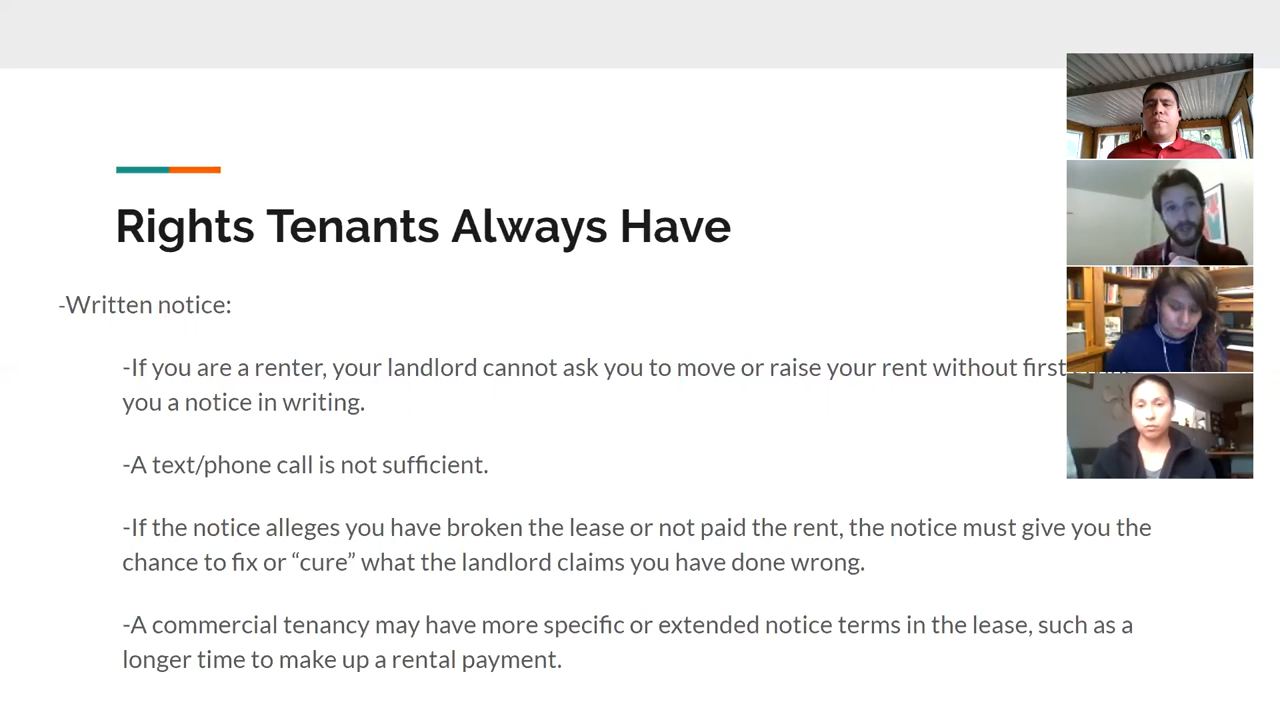 Rights Tenants Always Have
-Written notice:
-If you are a renter, your landlord cannot ask you to move or raise your rent without first
you a notice in writing.
-A text/phone call is not sufficient.
-If the notice alleges you have broken the lease or not paid the rent, the notice must give you the
chance to fix or “cure” what the landlord claims you have done wrong.
-A commercial tenancy may have more specific or extended notice terms in the lease, such as a
longer time to make up a rental payment.